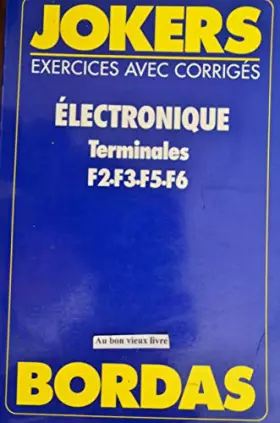 JOKERS
EXERCICES AVEC CORRIGÉS
ÉLECTRONIQUE
Terminales
F2-F3-F5-F6
Au bon vieux livre
BORDAS